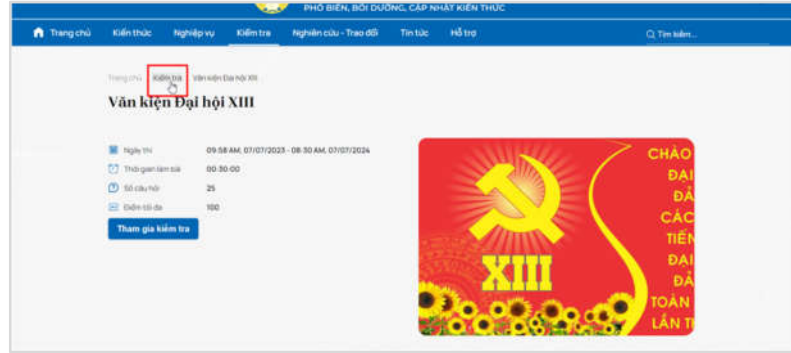 PHỔ BIẾN, BỒI DƯỠNG, CẬP NHẬT KIẾN THỨC
Trang chủ Kiến thức Nghiệp vụ Kiểm tra Nghiên cứu - Trao đổi Tin tức Hỗ trợ Tìm kiếm...
Trang chủ Kiểm tra Văn kiện Đại hội XIII
Văn kiện Đại hội XIII
Ngày thi 09:58 AM, 07/07/2023 - 08:30 AM, 07/07/2024
Thời gian làm bài 00:30:00
Số câu hỏi 25
Điểm tối đa 100
Tham gia kiểm tra
XIII
CHÀO
ĐẠI
ĐẢ
CÁC
TIẾN
ĐẠI
ĐẢ
TOÀN
LẦN T